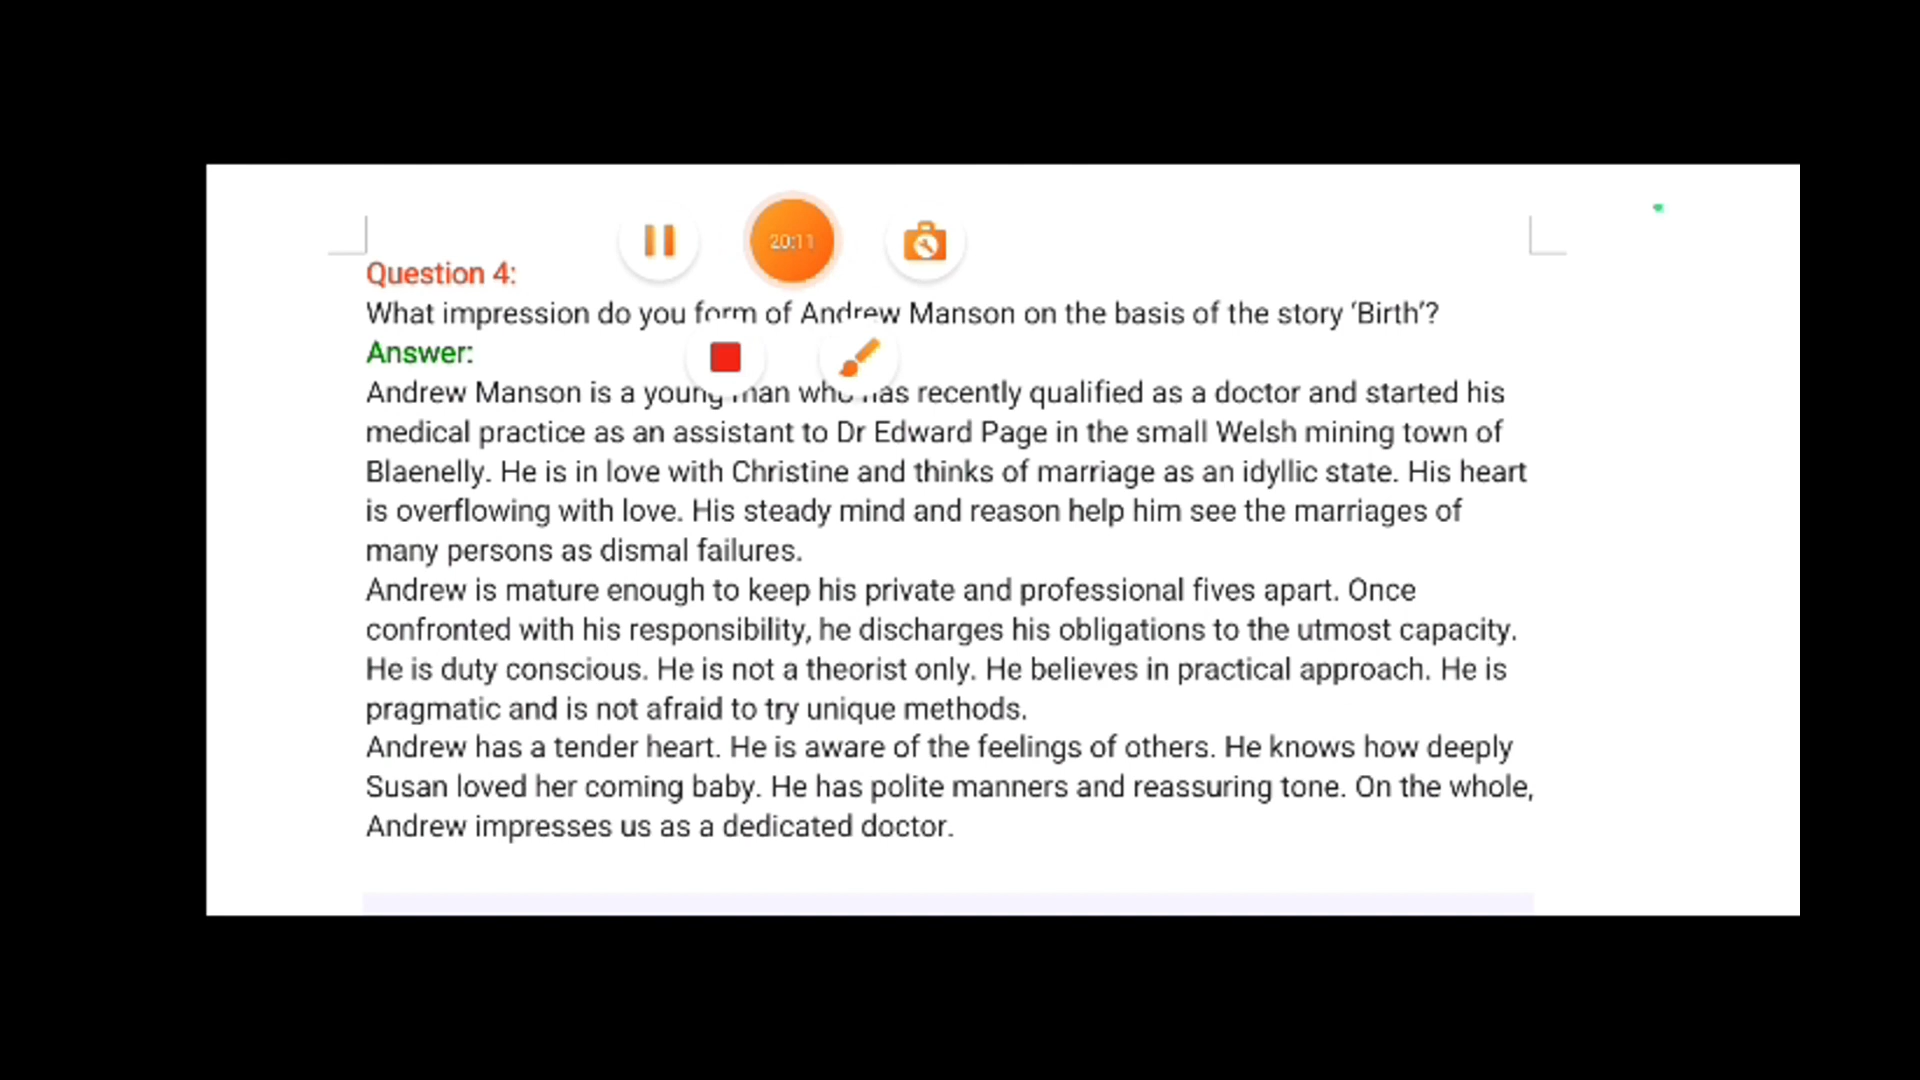 20:11
Question 4:
What impression do you form of Andrew Manson on the basis of the story ‘Birth’?
Answer:
Andrew Manson is a young man who has recently qualified as a doctor and started his
medical practice as an assistant to Dr Edward Page in the small Welsh mining town of
Blaenelly. He is in love with Christine and thinks of marriage as an idyllic state. His heart
is overflowing with love. His steady mind and reason help him see the marriages of
many persons as dismal failures.
Andrew is mature enough to keep his private and professional fives apart. Once
confronted with his responsibility, he discharges his obligations to the utmost capacity.
He is duty conscious. He is not a theorist only. He believes in practical approach. He is
pragmatic and is not afraid to try unique methods.
Andrew has a tender heart. He is aware of the feelings of others. He knows how deeply
Susan loved her coming baby. He has polite manners and reassuring tone. On the whole,
Andrew impresses us as a dedicated doctor.